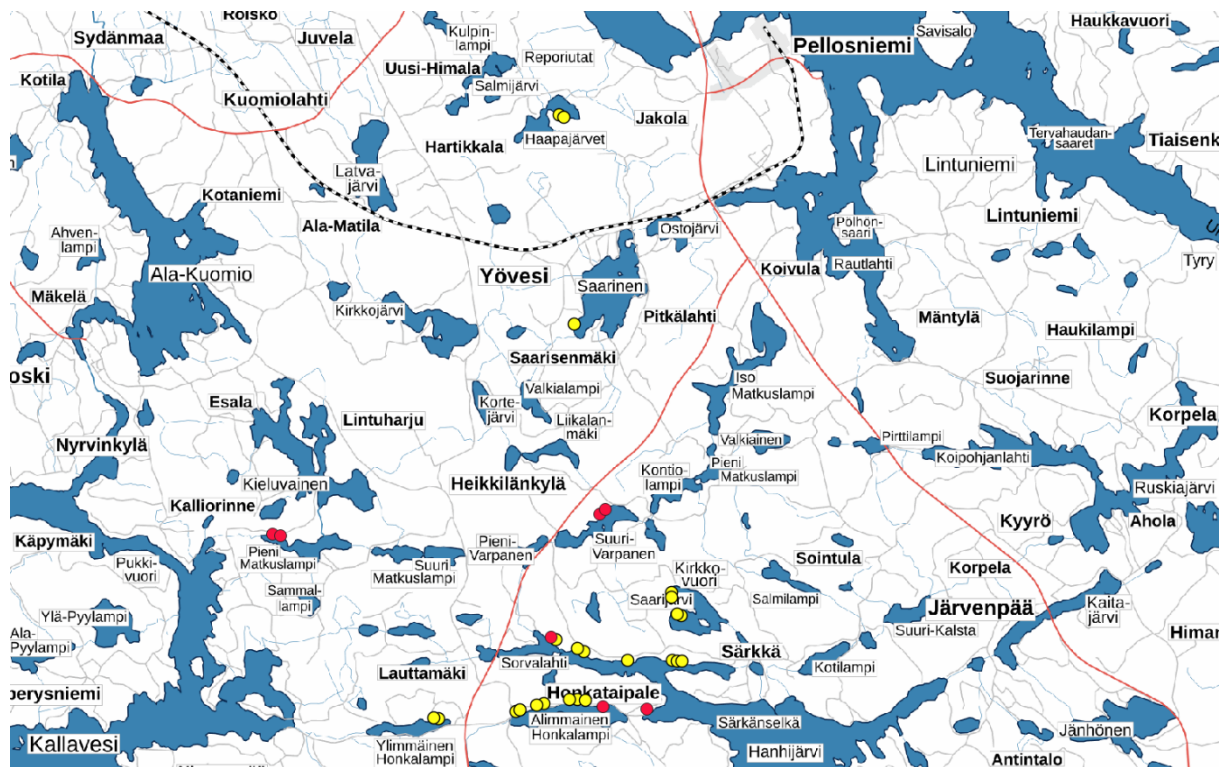 Roisko
Sydänmaa
Juvela
Kulpin-
lampi
Reporiutat
Pellosniemi
Savisalo
Haukkavuori
Kotila
Uusi-Himala
Salmijärvi
Kuomiolahti
Jakola
Haapajärvet
Hartikkala
Tervahaudan-
saaret
Tiaisenk
Lintuniemi
Latva-
järvi
Kotaniemi
Ala-Matila
Ostojärvi
Pölhön-
saari
Lintuniemi
Ahven-
lampi
Ala-Kuomio
Yövesi
Koivula
Rautlahti
Tyry
Saarinen
Mäkelä
Kirkkojärvi
Pitkälahti
Mäntylä
Haukilampi
Saarisenmäki
oski
Iso
Matkuslampi
Suojarinne
Valkialampi
Esala
Korte-
järvi
Lintuharju
Liikalan-
mäki
Korpela
Nyrvinkylä
Valkiainen
Pirttilampi
Koipohjanlahti
Pieni
Matkuslampi
Kontio-
lampi
Kieluvainen
Heikkilänkylä
Ruskiajärvi
Kalliorinne
Kyyrö
Ahola
Käpymäki
Pieni
Matkuslampi
Pieni-
Varpanen
Suuri-
Varpanen
Pukki-
vuori
Suuri
Matkuslampi
Sointula
Korpela
Kirkko-
vuori
Sammal-
lampi
Saarijärvi
Salmilampi
Järvenpää
Kaita-
järvi
Ylä-Pyylampi
Suuri-Kalsta
Ala-
Pyylampi
Himar
Särkkä
Sorvalahti
Kotilampi
Lauttamäki
perysniemi
Honkataipale
Alimmainen
Honkalampi
Särkänselkä
Jänhönen
Kallavesi
Ylimmäinen
Honkalampi
Hanhijärvi
Antintalo